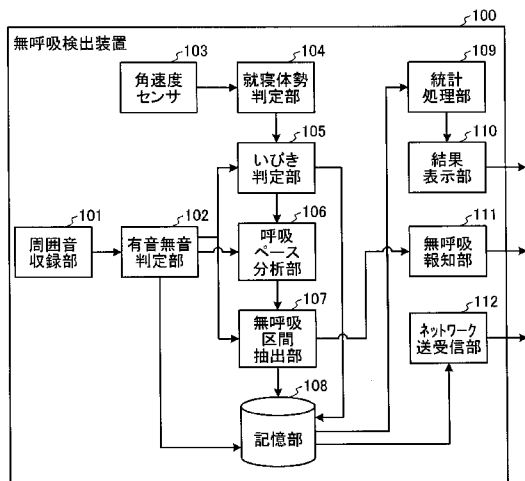 100
無呼吸検出装置
103
角速度
センサ
104
就寝体勢
判定部
109
統計
処理部
105
いびき
判定部
110
結果
表示部
101
周囲音
収録部
102
有音無音
判定部
106
呼吸
ペース
分析部
111
無呼吸
報知部
107
無呼吸
区間
抽出部
112
ネットワーク
送受信部
108
記憶部